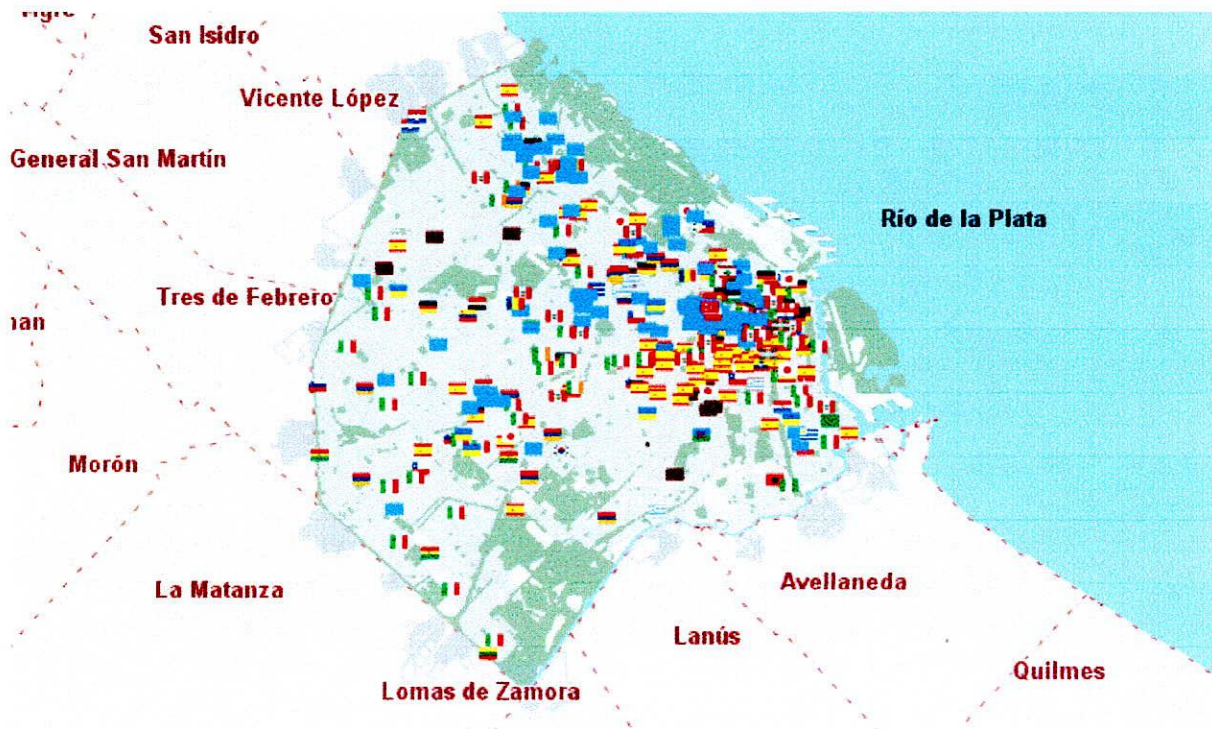 San Isidro
Vicente López
General San Martín
Río de la Plata
Tres de Febrero
Morón
La Matanza
Avellaneda
Lanús
Quilmes
Lomas de Zamora